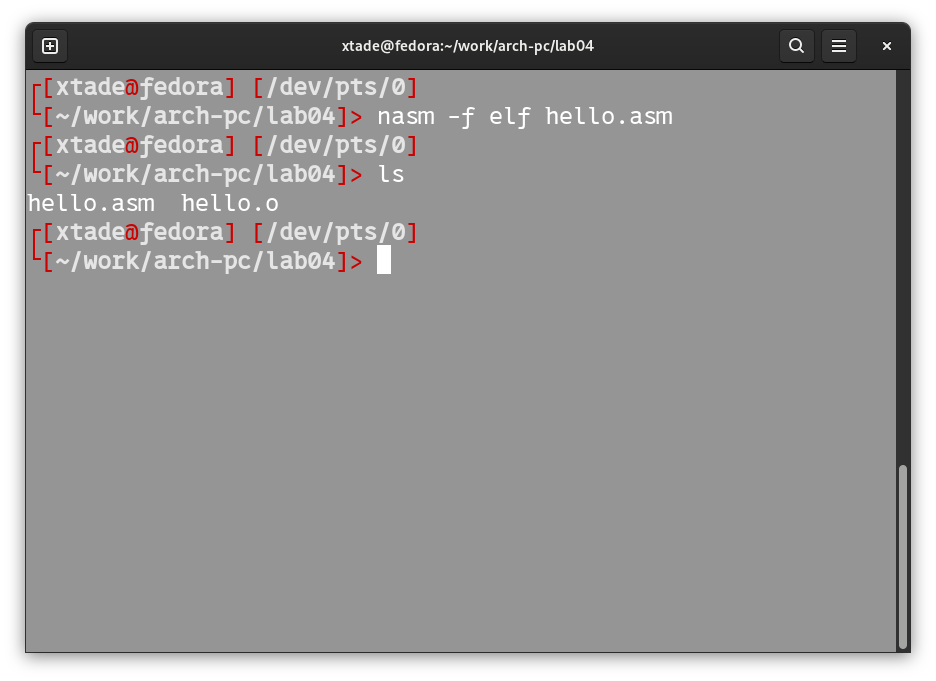 xtade@fedora:~/work/arch-pc/lab04
[xtade@fedora] [/dev/pts/0]
[~/work/arch-pc/lab04]> nasm -f elf hello.asm
[xtade@fedora] [/dev/pts/0]
[~/work/arch-pc/lab04]> ls
hello.asm  hello.o
[xtade@fedora] [/dev/pts/0]
[~/work/arch-pc/lab04]>